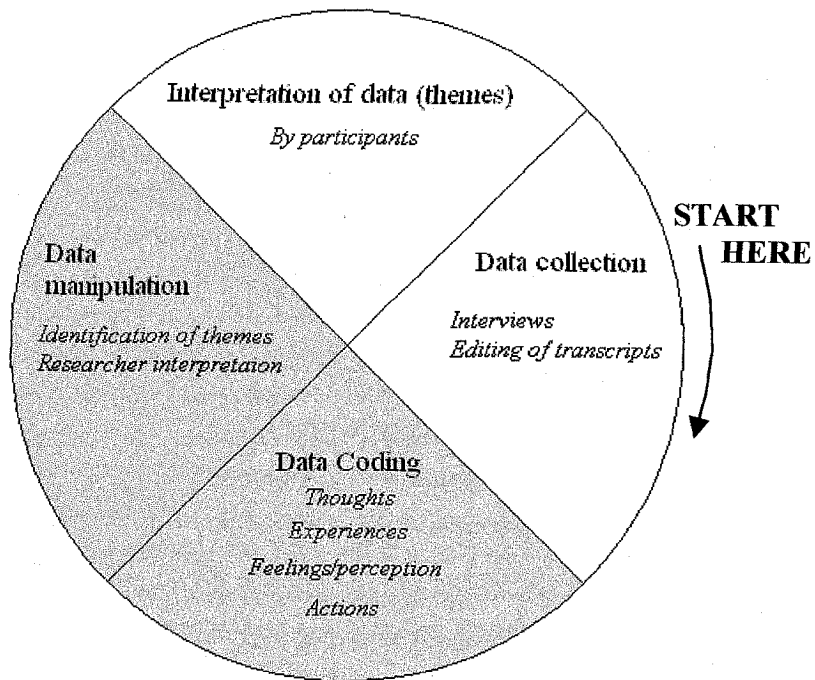 Interpretation of data (themes)
By participants
START
HERE
Data collection
Interviews
Editing of transcripts
Data Coding
Thoughts
Experiences
Feelings/perception
Actions
Data
manipulation
Identification of themes
Researcher interpretaion